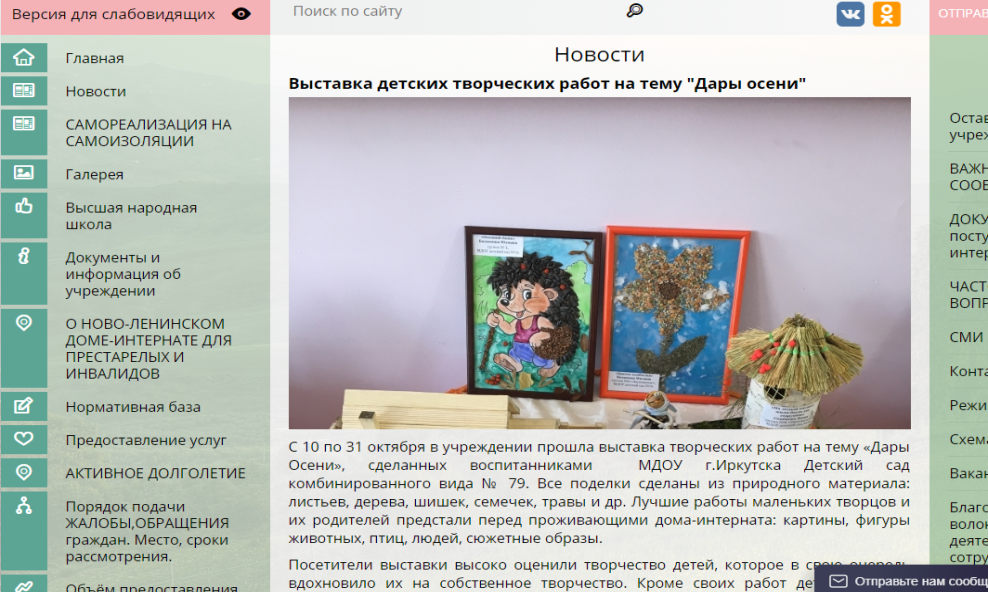 Версия для слабовидящих
Поиск по сайту
ОТПРАВ
Главная
Новости
САМОРЕАЛИЗАЦИЯ НА
САМОИЗОЛЯЦИИ
Галерея
Высшая народная
школа
Документы и
информация об
учреждении
О НОВО-ЛЕНИНСКОМ
ДОМЕ-ИНТЕРНАТЕ ДЛЯ
ПРЕСТАРЕЛЫХ И
ИНВАЛИДОВ
Нормативная база
Предоставление услуг
АКТИВНОЕ ДОЛГОЛЕТИЕ
Порядок подачи
ЖАЛОБЫ,ОБРАЩЕНИЯ
граждан. Место, сроки
рассмотрения.
Объём предоставления
Новости
Выставка детских творческих работ на тему "Дары осени"
С 10 по 31 октября в учреждении прошла выставка творческих работ на тему «Дары
Осени», сделанных воспитанниками МДОУ г.Иркутска Детский сад
комбинированного вида № 79. Все поделки сделаны из природного материала:
листьев, дерева, шишек, семечек, травы и др. Лучшие работы маленьких творцов и
их родителей предстали перед проживающими дома-интерната: картины, фигуры
животных, птиц, людей, сюжетные образы.
Посетители выставки высоко оценили творчество детей, которое в свою очередь
вдохновило их на собственное творчество. Кроме своих работ дет
Остав
учреж
ВАЖН
СООБ
ДОКУ
посту
интер
ЧАСТ
ВОПР
СМИ
Конта
Режи
Схема
Вакан
Благо
волон
деяте
сотру
Отправьте нам сообщ